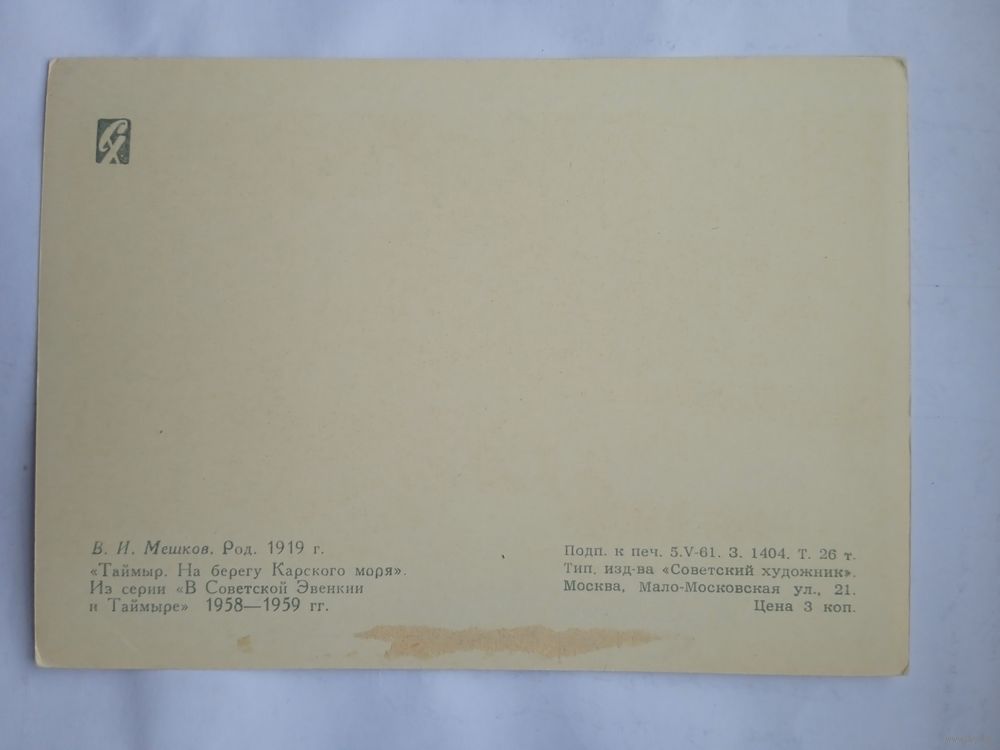 СХ
В. И. Мешков. Род. 1919 г.
«Таймыр. На берегу Карского моря».
Из серии «В Советской Эвенкии
и Таймыре» 1958—1959 гг.
Подп. к печ. 5.V-61. З. 1404. Т. 26 т.
Тип. изд-ва «Советский художник».
Москва, Мало-Московская ул., 21.
Цена 3 коп.